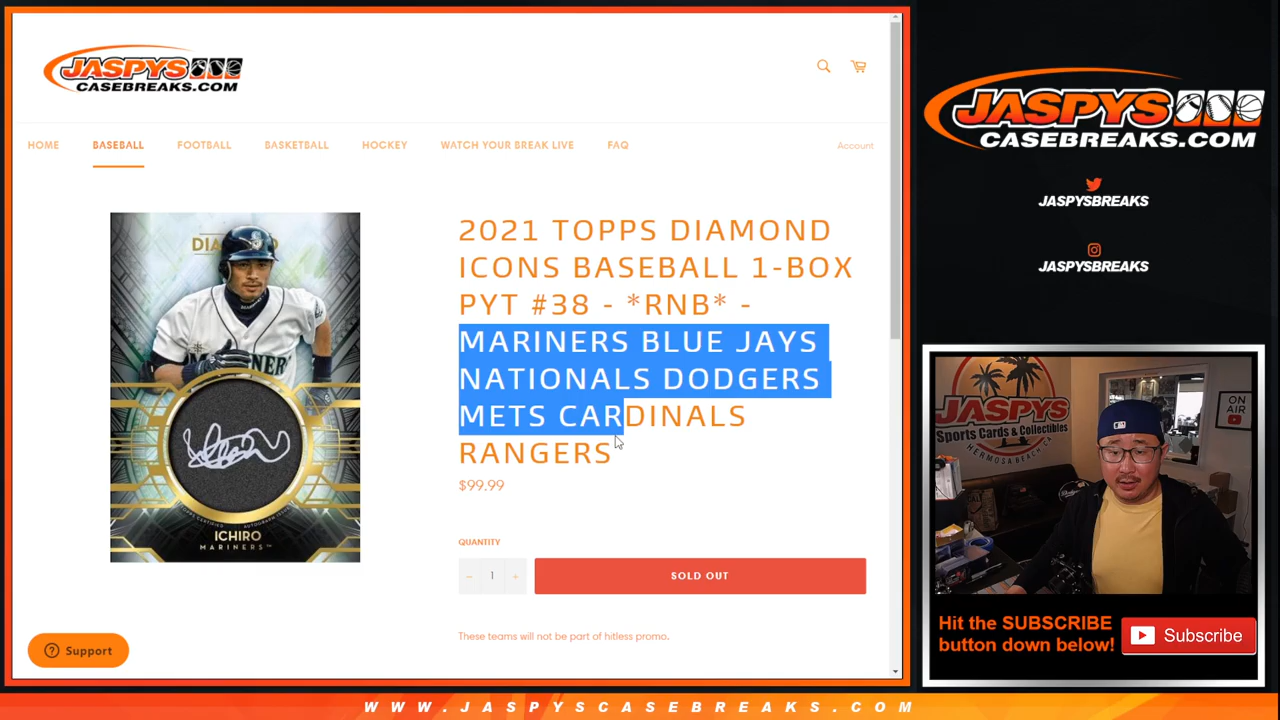 JASPYS
CASEBREAKS.COM
HOME BASEBALL FOOTBALL BASKETBALL HOCKEY WATCH YOUR BREAK LIVE FAQ Account
DIAMOND
ICHIRO
MARINERS
2021 TOPPS DIAMOND
ICONS BASEBALL 1-BOX
PYT #38 - *RNB* -
MARINERS BLUE JAYS
NATIONALS DODGERS
METS CARDINALS
RANGERS
$99.99
QUANTITY
− 1 +
SOLD OUT
These teams will not be part of hitless promo.
Support
JASPYS
CASEBREAKS.COM
JASPYSBREAKS
JASPYSBREAKS
JASPYS
Sports Cards & Collectibles
HERMOSA BEACH
ON
AIR
Hit the SUBSCRIBE
button down below!
Subscribe
WWW.JASPYSCASEBREAKS.COM